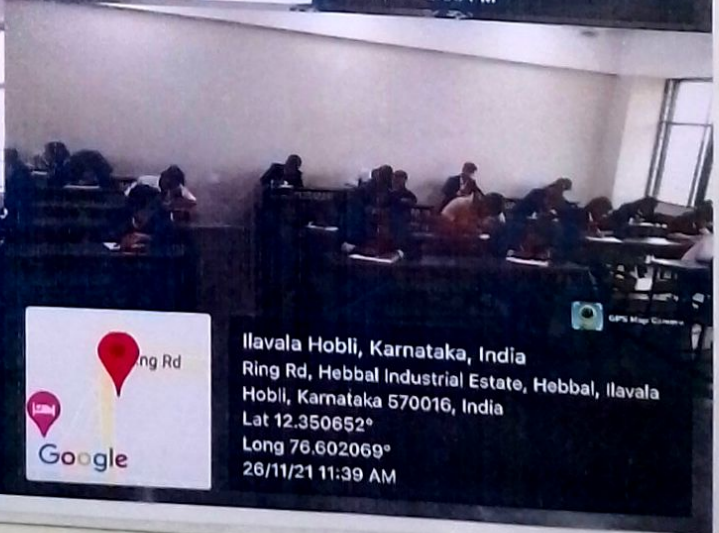 ng Rd
Google
GPS Map Camera
Ilavala Hobli, Karnataka, India
Ring Rd, Hebbal Industrial Estate, Hebbal, Ilavala
Hobli, Karnataka 570016, India
Lat 12.350652°
Long 76.602069°
26/11/21 11:39 AM